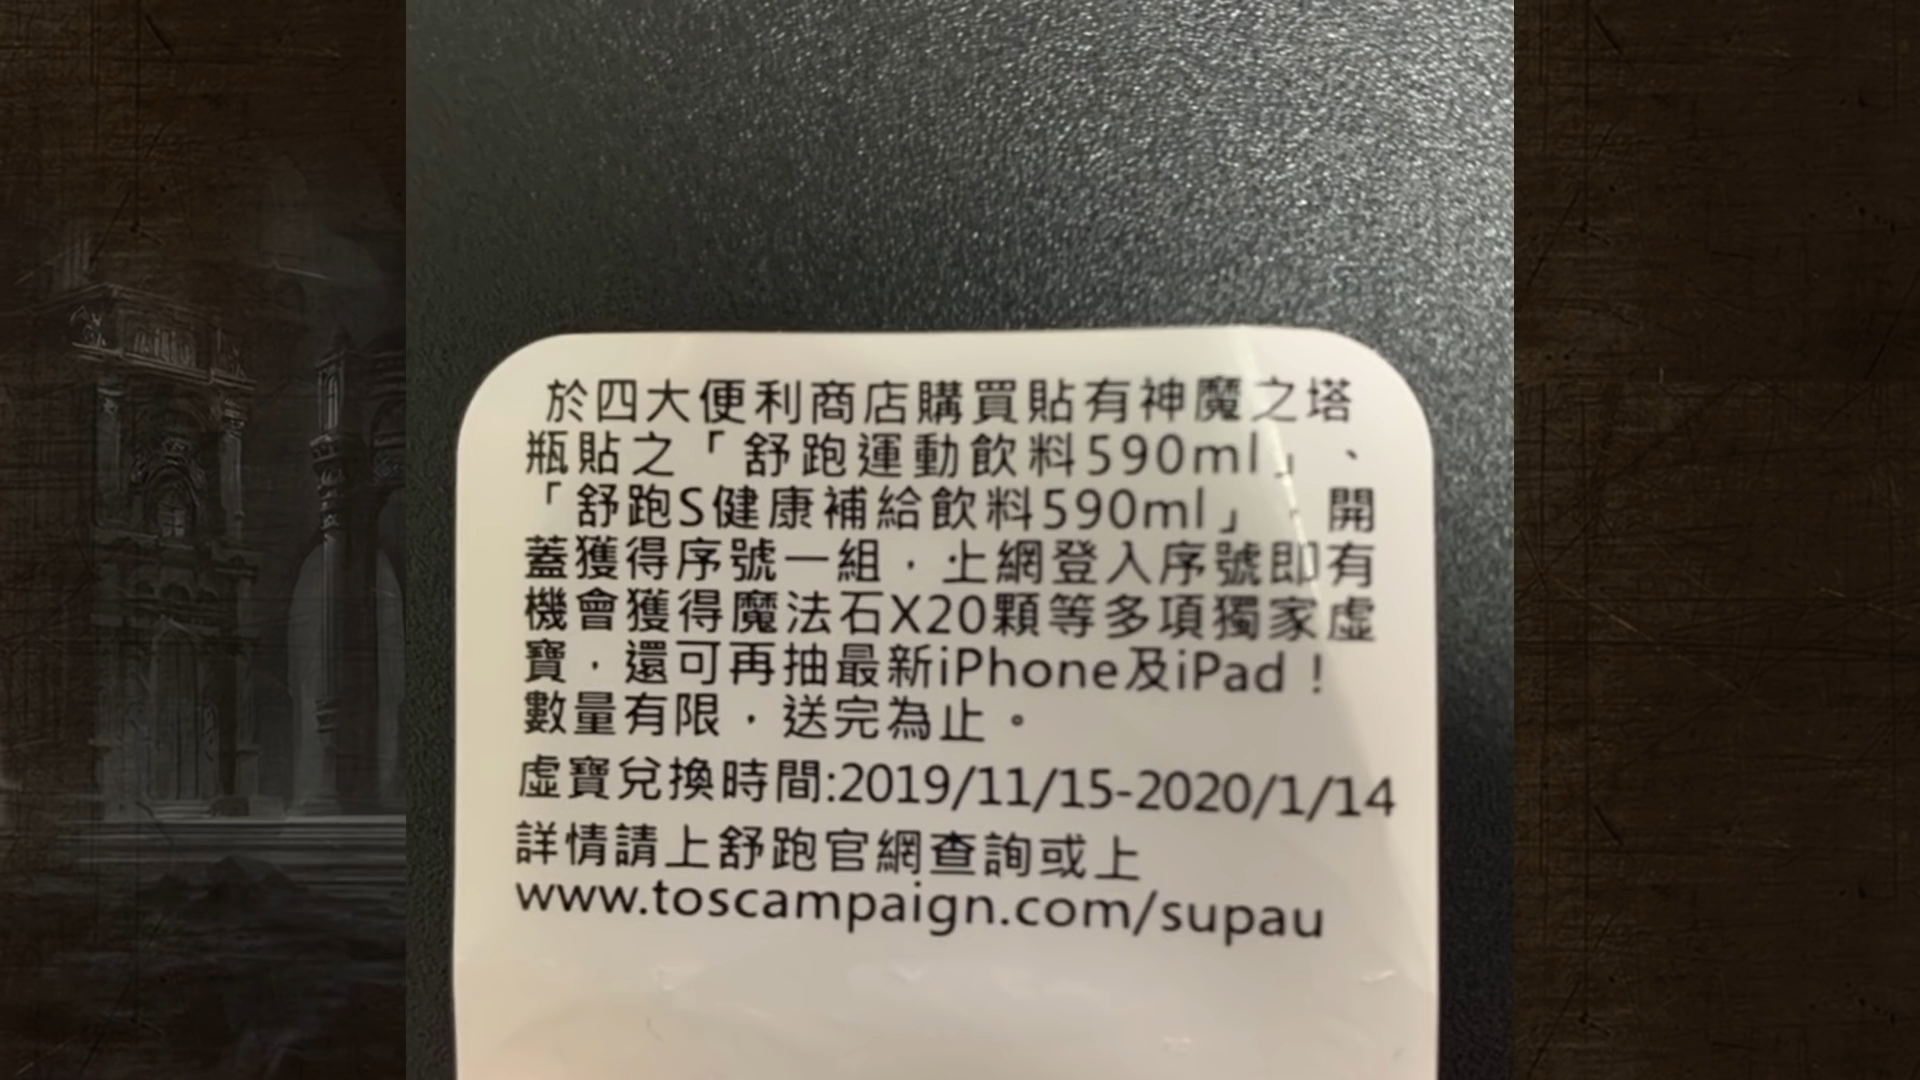 於四大便利商店購買貼有神魔之塔
瓶貼之「舒跑運動飲料590ml」、
「舒跑S健康補給飲料590ml」，開
蓋獲得序號一組，上網登入序號即有
機會獲得魔法石X20顆等多項獨家虛
寶，還可再抽最新iPhone及iPad！
數量有限，送完為止。
虛寶兌換時間:2019/11/15-2020/1/14
詳情請上舒跑官網查詢或上
www.toscampaign.com/supau